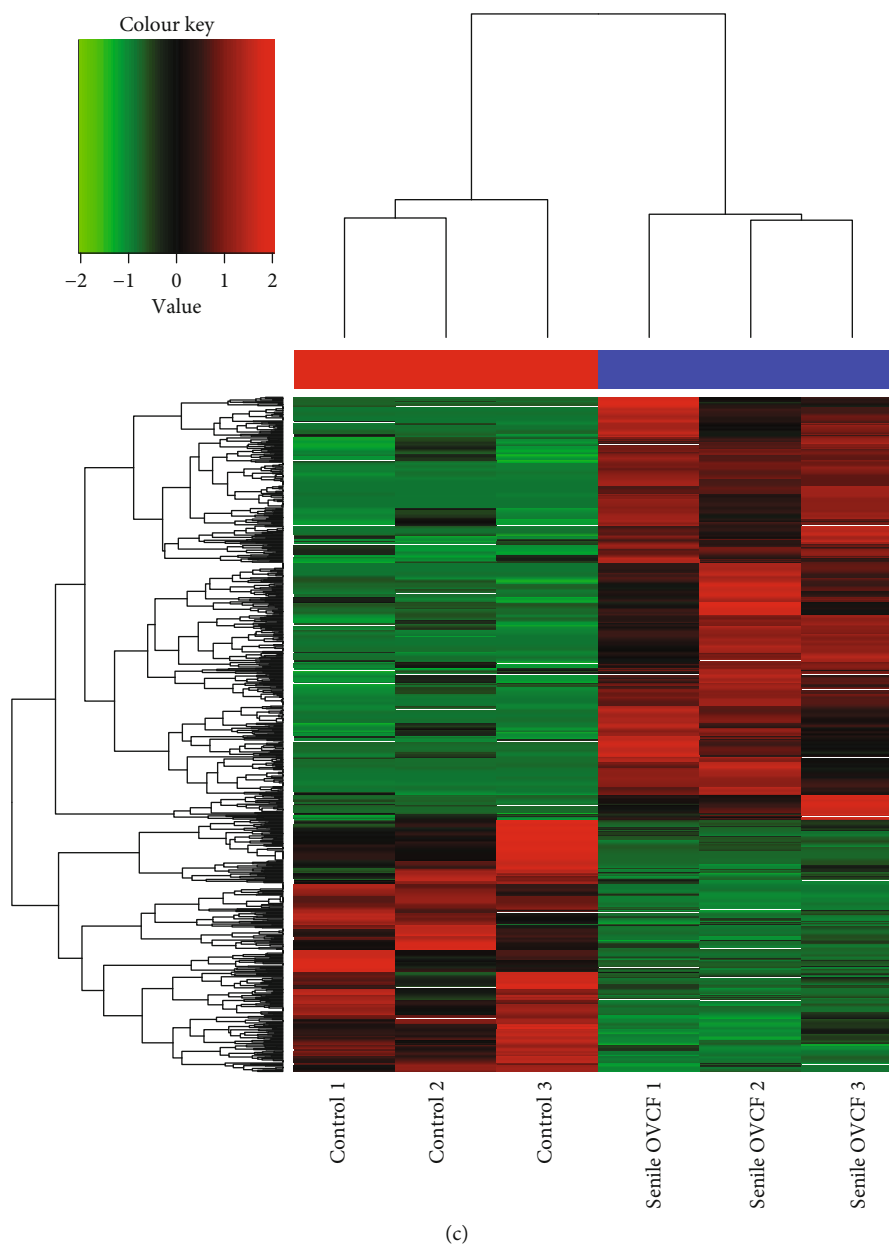 Colour key
−2 −1 0 1 2
Value
Control 1
Control 2
Control 3
Senile OVCF 1
Senile OVCF 2
Senile OVCF 3
(c)